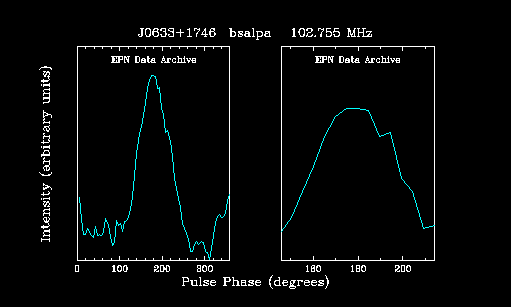 J0633+1746 bsalpa 102.755 MHz
EPN Data Archive
EPN Data Archive
Intensity (arbitrary units)
0 100 200 300
180 190 200
Pulse Phase (degrees)